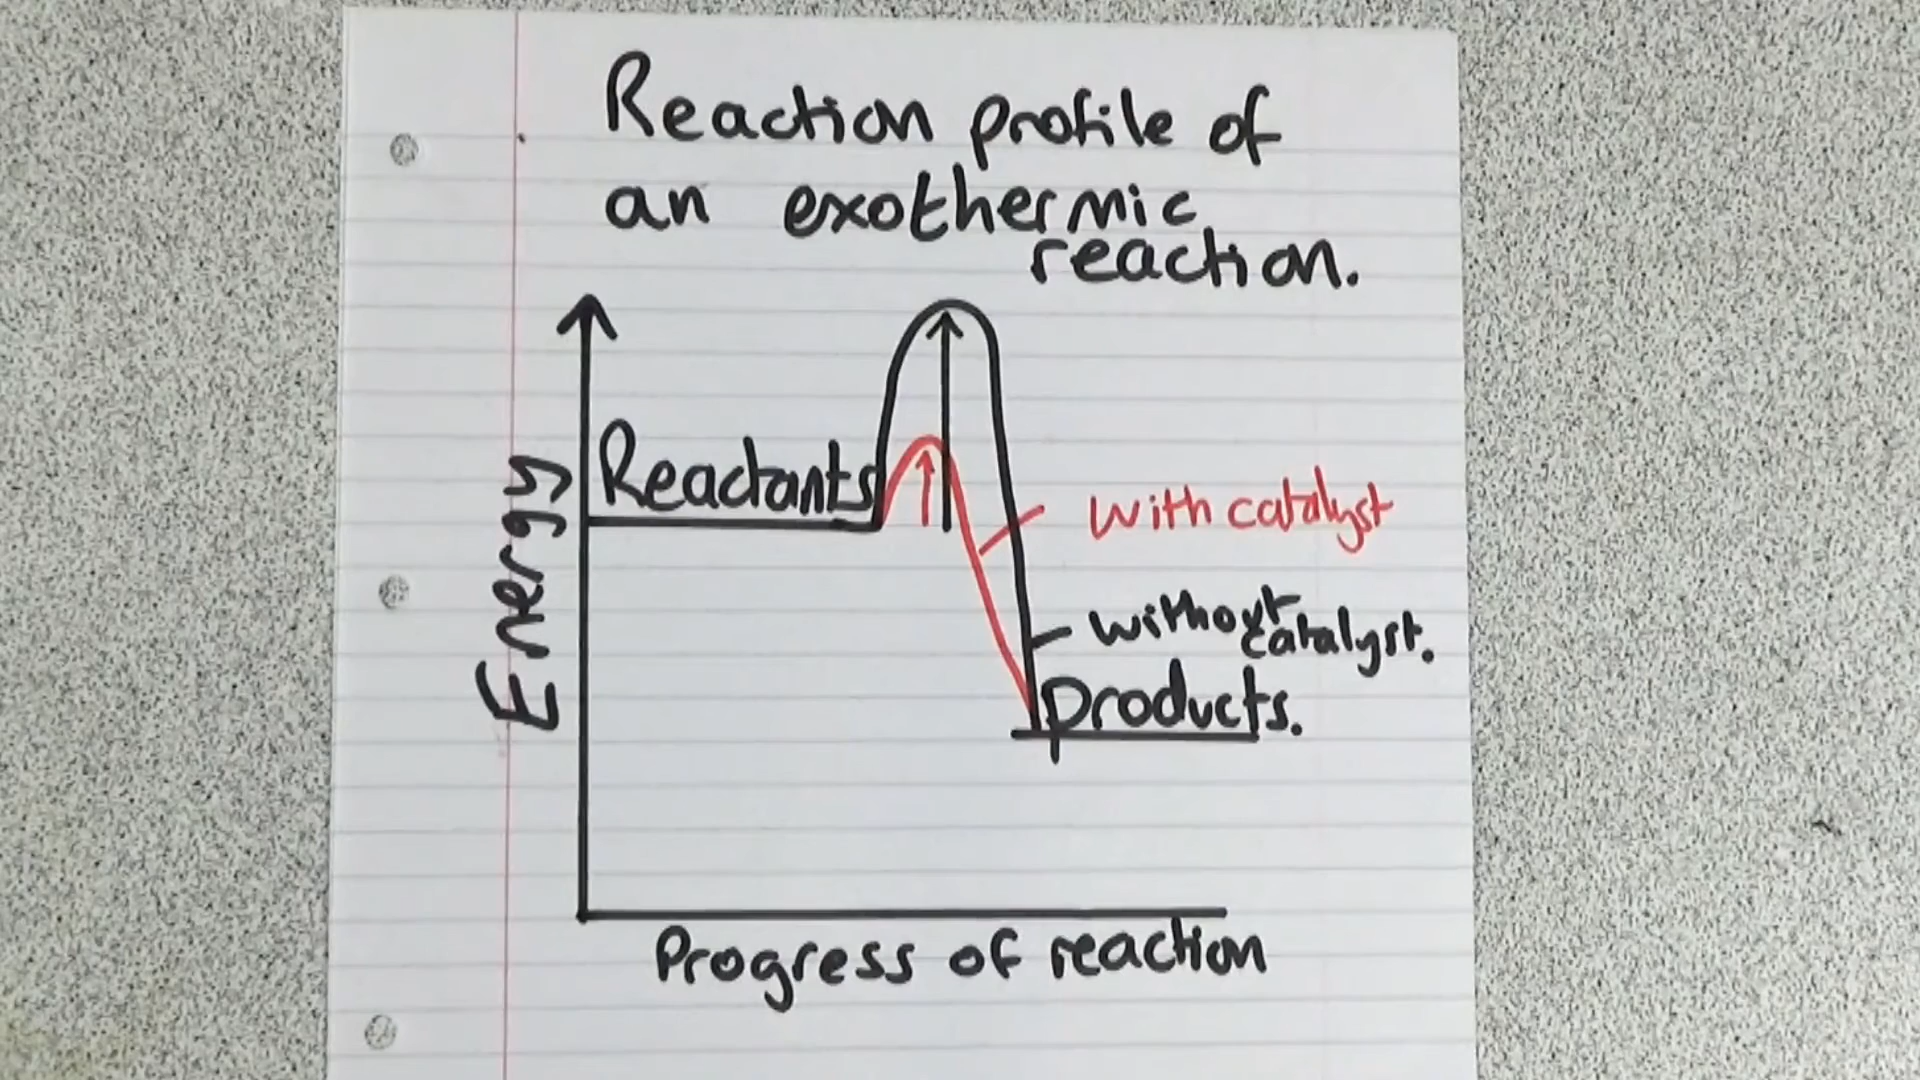 Reaction profile of
an exothermic
reaction.
Energy
Reactants
With catalyst
without
catalyst.
products.
Progress of reaction